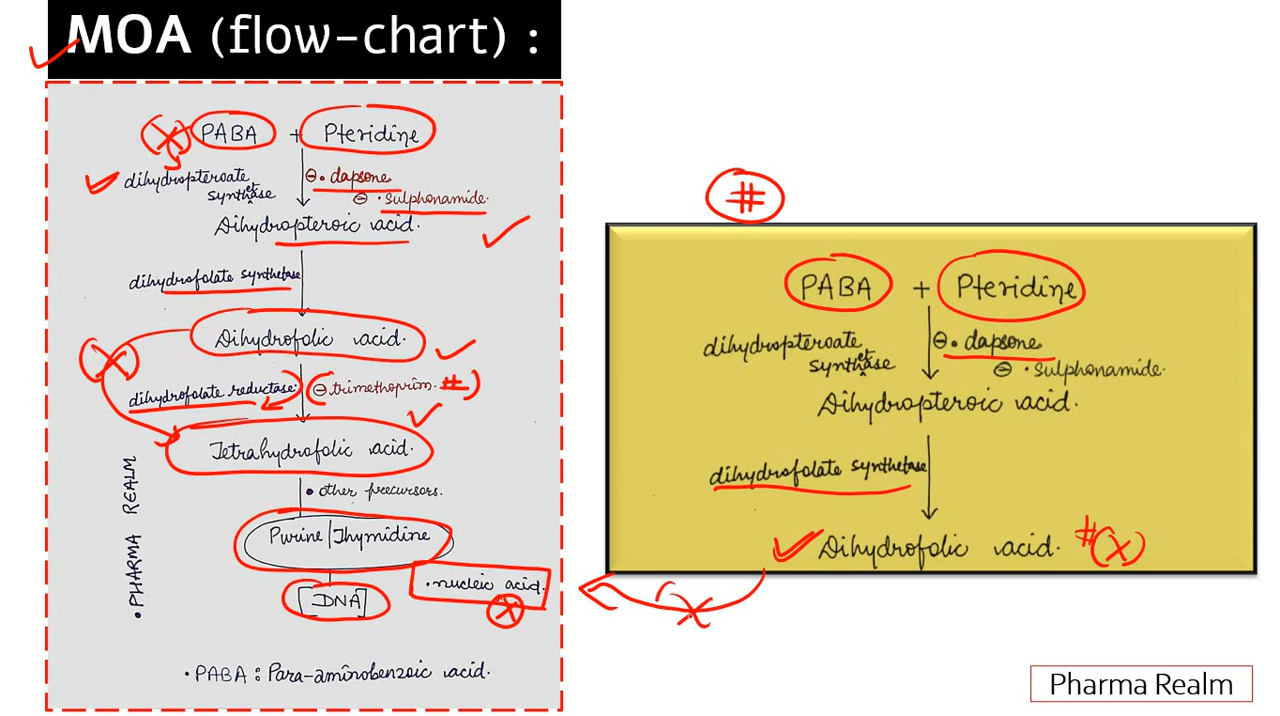 MOA (flow-chart) :
PABA + Pteridine
dihydropteroate synthetase
⊖ • dapsone
⊖ • Sulphonamide.
Dihydropteroic acid.
dihydrofolate synthetase
Dihydrofolic acid.
dihydrofolate reductase
(⊖ trimethoprim. #)
Tetrahydrofolic acid.
• other precursors.
Purine/Thymidine
[DNA]
• nucleic acid.
• PHARMA REALM
• PABA : Para-aminobenzoic acid.
#
PABA + Pteridine
dihydropteroate synthetase
⊖ • dapsone
⊖ • Sulphonamide.
Dihydropteroic acid.
dihydrofolate synthetase
Dihydrofolic acid. # (x)
Pharma Realm